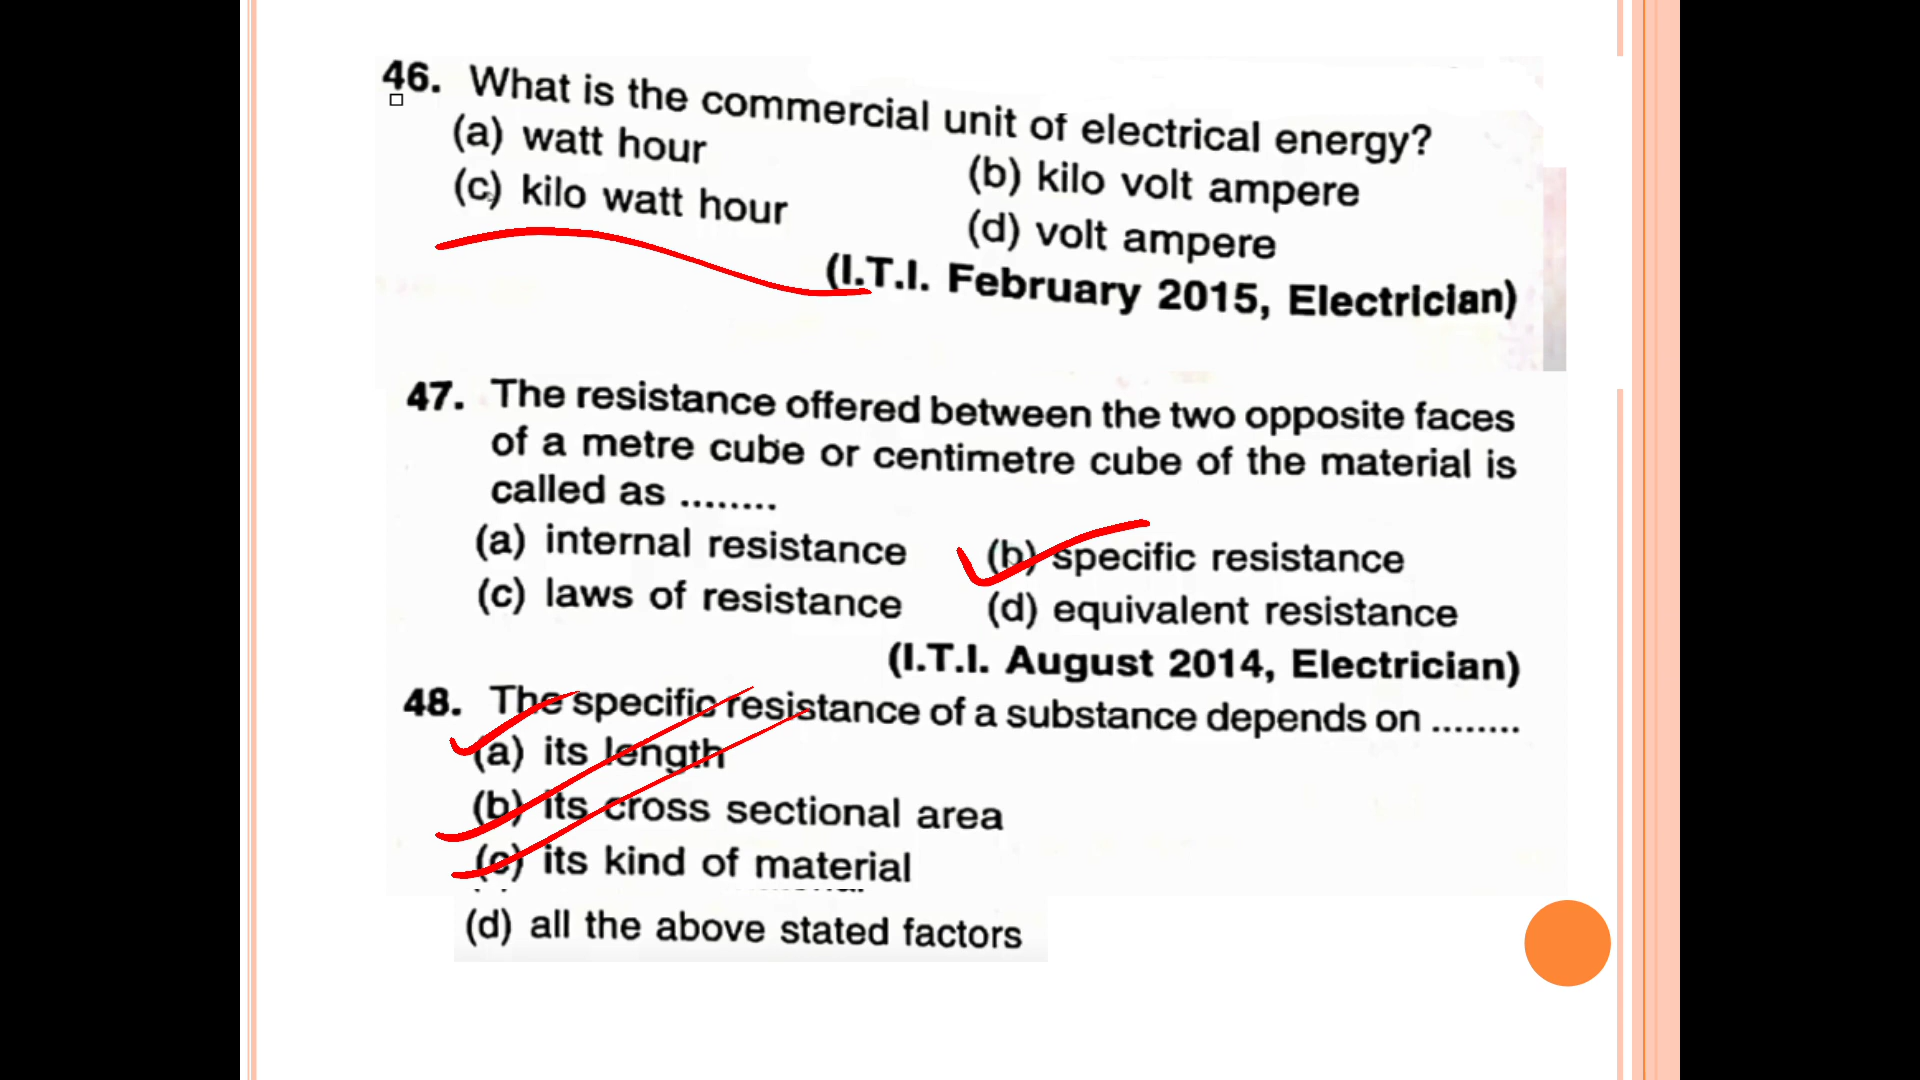 46. What is the commercial unit of electrical energy?
(a) watt hour (b) kilo volt ampere
(c) kilo watt hour (d) volt ampere
(I.T.I. February 2015, Electrician)
47. The resistance offered between the two opposite faces
of a metre cube or centimetre cube of the material is
called as ........
(a) internal resistance (b) specific resistance
(c) laws of resistance (d) equivalent resistance
(I.T.I. August 2014, Electrician)
48. The specific resistance of a substance depends on ........
(a) its length
(b) its cross sectional area
(c) its kind of material
(d) all the above stated factors